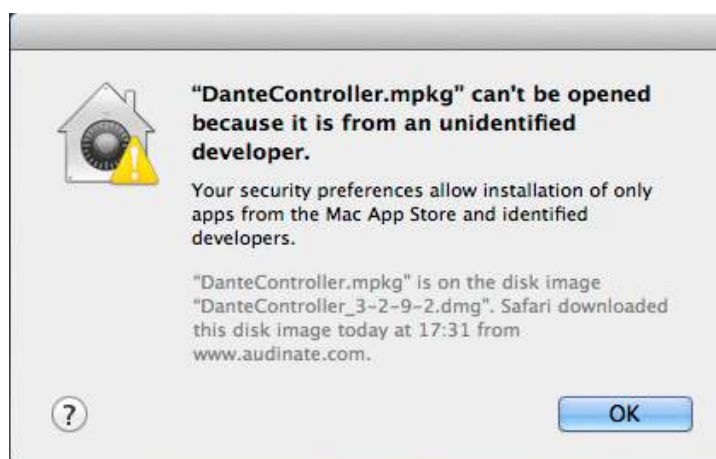 "DanteController.mpkg" can't be opened
because it is from an unidentified
developer.
Your security preferences allow installation of only
apps from the Mac App Store and identified
developers.
"DanteController.mpkg" is on the disk image
"DanteController_3-2-9-2.dmg". Safari downloaded
this disk image today at 17:31 from
www.audinate.com.
?
OK